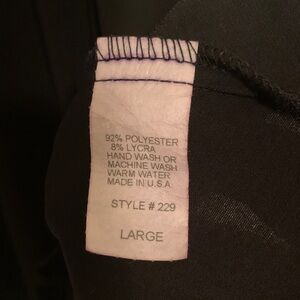 92% POLYESTER
8% LYCRA
HAND WASH OR
MACHINE WASH
WARM WATER
MADE IN U.S.A
STYLE # 229
LARGE